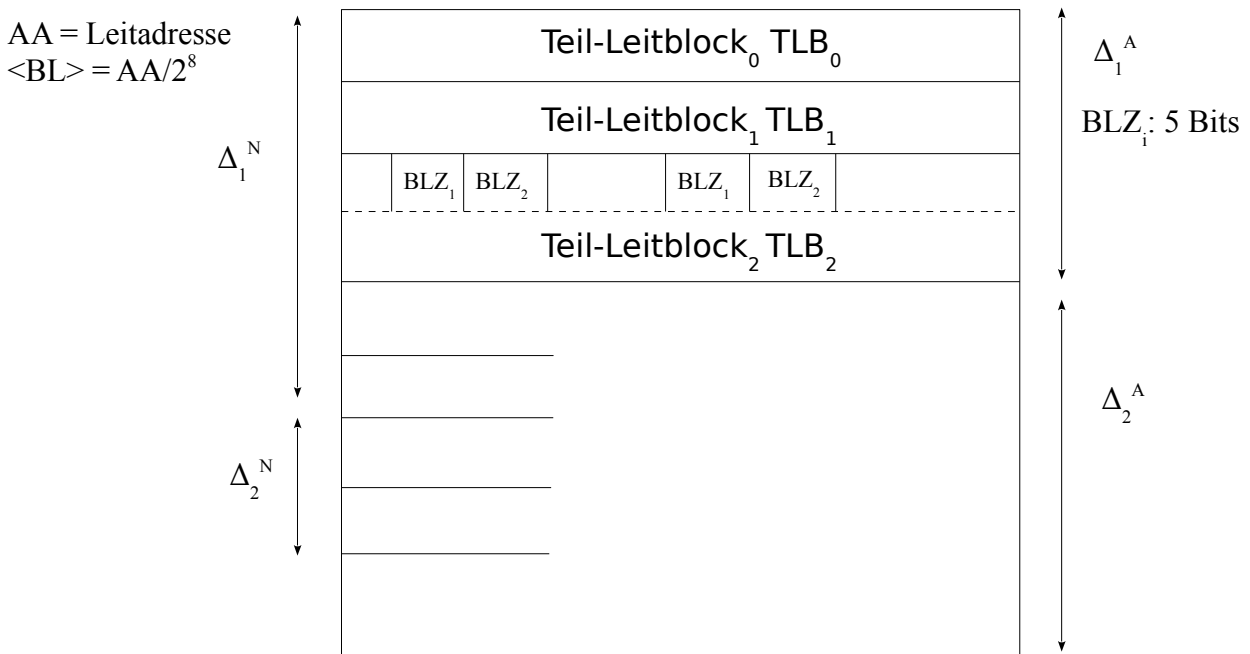 AA = Leitadresse
<BL> = AA/2⁸
Teil-Leitblock₀ TLB₀
Δ₁ᴬ
BLZᵢ: 5 Bits
Teil-Leitblock₁ TLB₁
Δ₁ᴺ
BLZ₁ BLZ₂ BLZ₁ BLZ₂
Teil-Leitblock₂ TLB₂
Δ₂ᴬ
Δ₂ᴺ